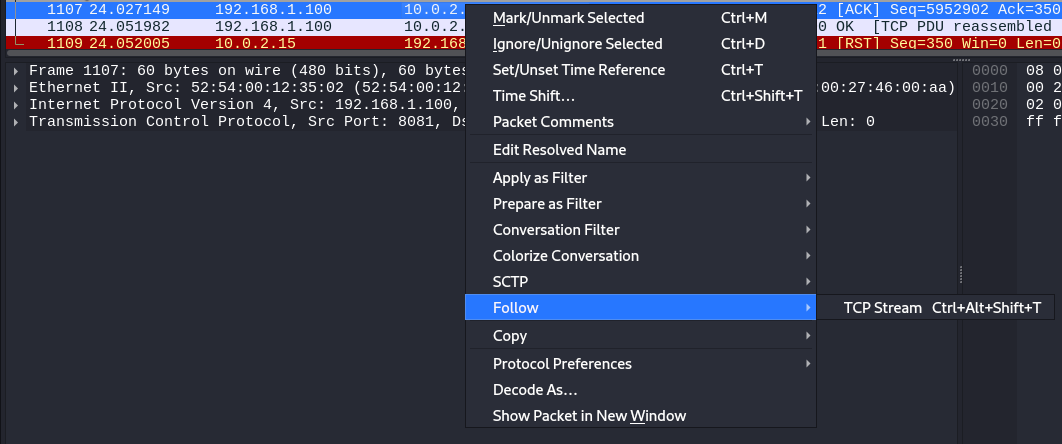 1107 24.027149 192.168.1.100 10.0.2. 2 [ACK] Seq=5952902 Ack=350
1108 24.051982 192.168.1.100 10.0.2. 0 OK [TCP PDU reassembled
1109 24.052005 10.0.2.15 192.168 1 [RST] Seq=350 Win=0 Len=0
Mark/Unmark Selected Ctrl+M
Ignore/Unignore Selected Ctrl+D
Set/Unset Time Reference Ctrl+T
Time Shift... Ctrl+Shift+T
Packet Comments
Edit Resolved Name
Apply as Filter
Prepare as Filter
Conversation Filter
Colorize Conversation
SCTP
Follow
TCP Stream Ctrl+Alt+Shift+T
Copy
Protocol Preferences
Decode As...
Show Packet in New Window
Frame 1107: 60 bytes on wire (480 bits), 60 byte
Ethernet II, Src: 52:54:00:12:35:02 (52:54:00:12: :00:27:46:00:aa)
Internet Protocol Version 4, Src: 192.168.1.100,
Transmission Control Protocol, Src Port: 8081, Ds Len: 0
0000 08 0
0010 00 2
0020 02 0
0030 ff f